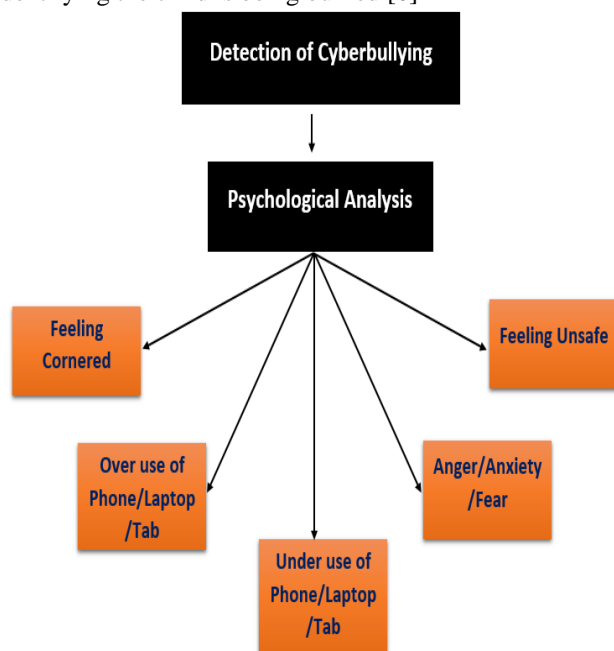 Detection of Cyberbullying
Psychological Analysis
Feeling
Cornered
Feeling Unsafe
Over use of
Phone/Laptop
/Tab
Anger/Anxiety
/Fear
Under use of
Phone/Laptop
/Tab